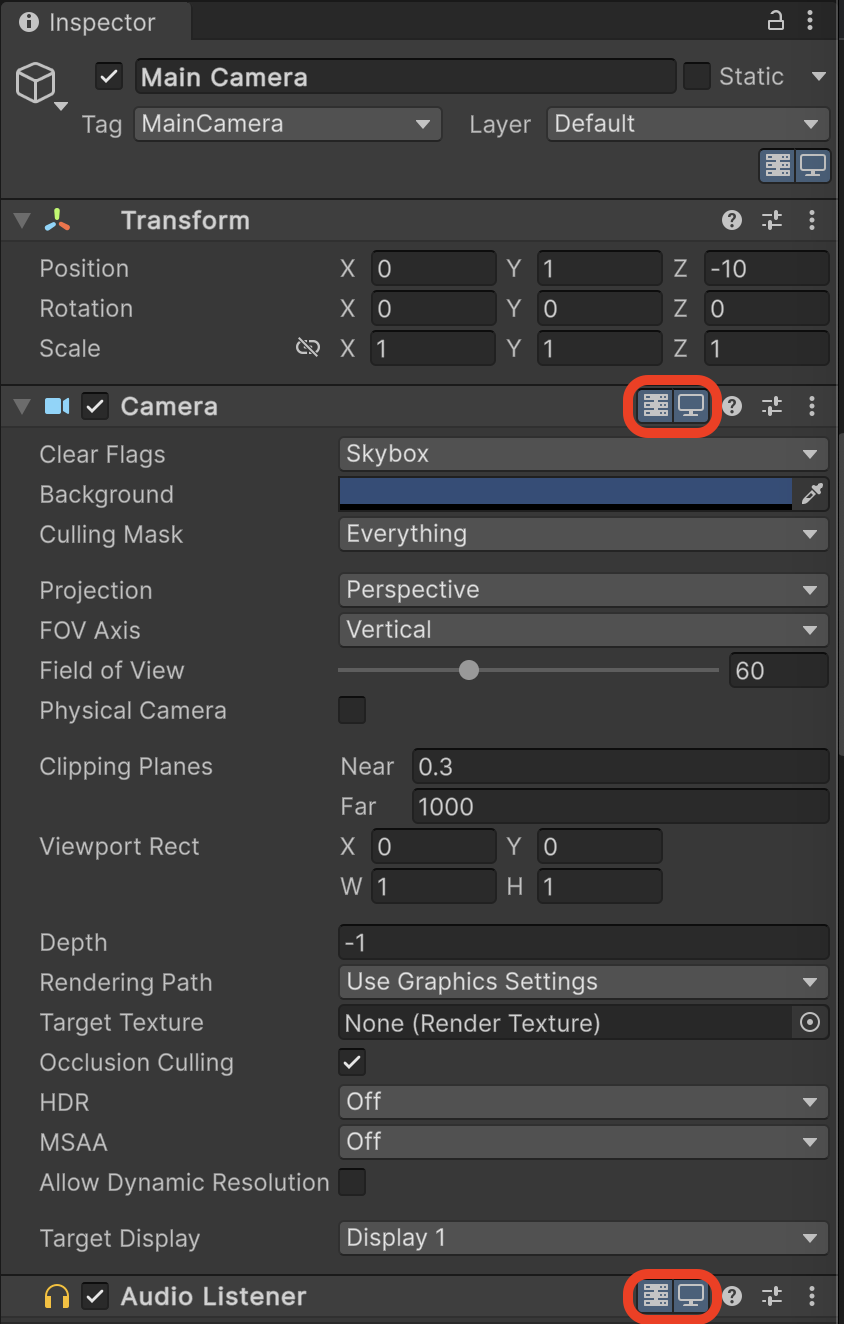 Inspector
Main Camera Static
Tag MainCamera Layer Default
Transform
Position X 0 Y 1 Z -10
Rotation X 0 Y 0 Z 0
Scale X 1 Y 1 Z 1
Camera
Clear Flags Skybox
Background
Culling Mask Everything
Projection Perspective
FOV Axis Vertical
Field of View 60
Physical Camera
Clipping Planes Near 0.3
Far 1000
Viewport Rect X 0 Y 0
W 1 H 1
Depth -1
Rendering Path Use Graphics Settings
Target Texture None (Render Texture)
Occlusion Culling
HDR Off
MSAA Off
Allow Dynamic Resolution
Target Display Display 1
Audio Listener